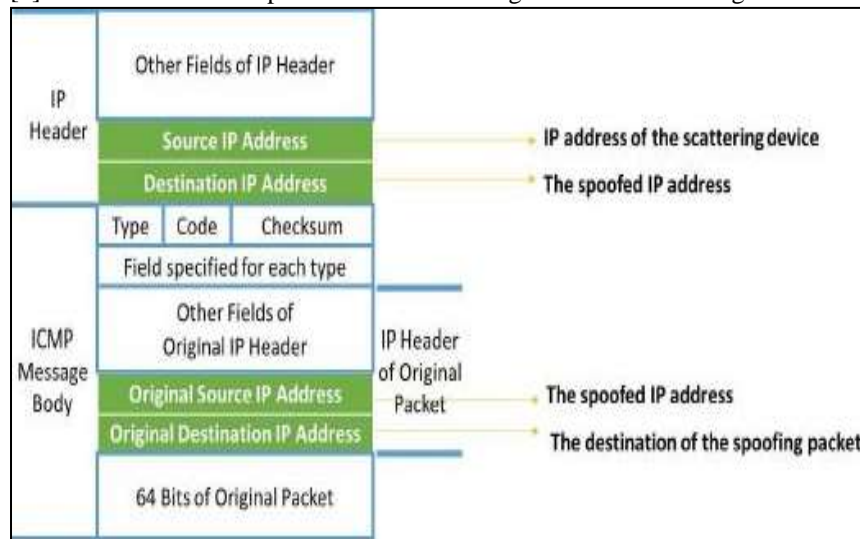 Other Fields of IP Header
IP
Header
Source IP Address
IP address of the scattering device
Destination IP Address
The spoofed IP address
Type Code Checksum
Field specified for each type
Other Fields of
Original IP Header
ICMP
Message
Body
IP Header
of Original
Packet
Original Source IP Address
The spoofed IP address
Original Destination IP Address
The destination of the spoofing packet
64 Bits of Original Packet